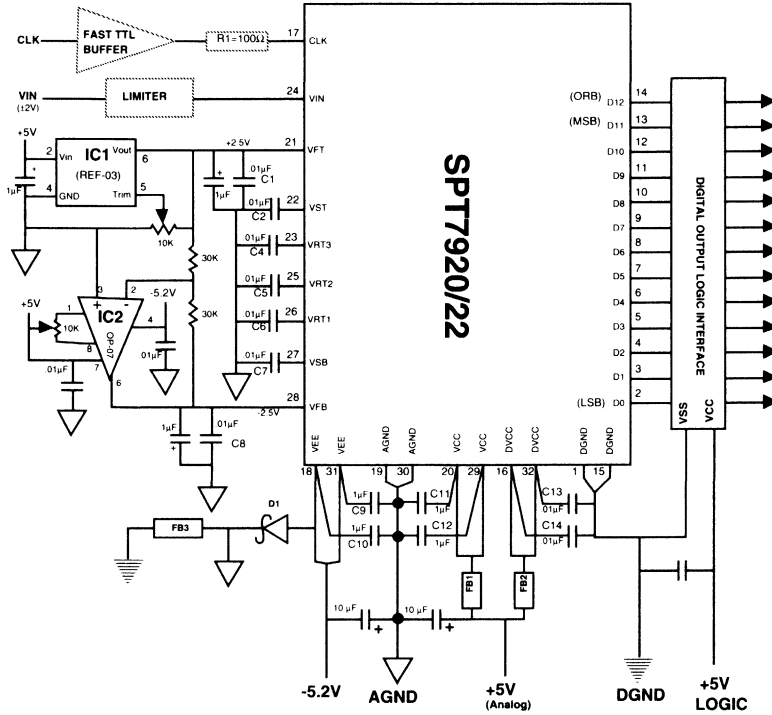 CLK
FAST TTL
BUFFER
R1=100Ω
17
CLK
VIN
(±2V)
LIMITER
24
VIN
+5V
2
Vin
IC1
(REF-03)
Vout
6
Trim
5
GND
4
+
1µF
10K
30K
30K
+2.5V
+
1µF
.01µF
C1
21
VFT
.01µF
C2
22
VST
.01µF
C4
23
VRT3
.01µF
C5
25
VRT2
.01µF
C6
26
VRT1
.01µF
C7
27
VSB
28
VFB
-2.5V
+5V
10K
1
8
7
3
+
2
-
IC2
OP-07
4
6
-5.2V
.01µF
.01µF
1µF
+
.01µF
C8
SPT7920/22
(ORB)
D12
14
(MSB)
D11
13
D10
12
D9
11
D8
10
D7
9
D6
8
D5
7
D4
6
D3
5
D2
4
D1
3
(LSB)
D0
2
DIGITAL OUTPUT LOGIC INTERFACE
VSS
VCC
VEE
VEE
AGND
AGND
VCC
VCC
DVCC
DVCC
DGND
DGND
18
31
19
30
20
29
16
32
1
15
1µF
C9
C11
1µF
C13
.01µF
1µF
C10
C12
1µF
C14
.01µF
D1
FB3
FB1
FB2
10 µF
+
10 µF
+
-5.2V
AGND
+5V
(Analog)
DGND
+5V
LOGIC